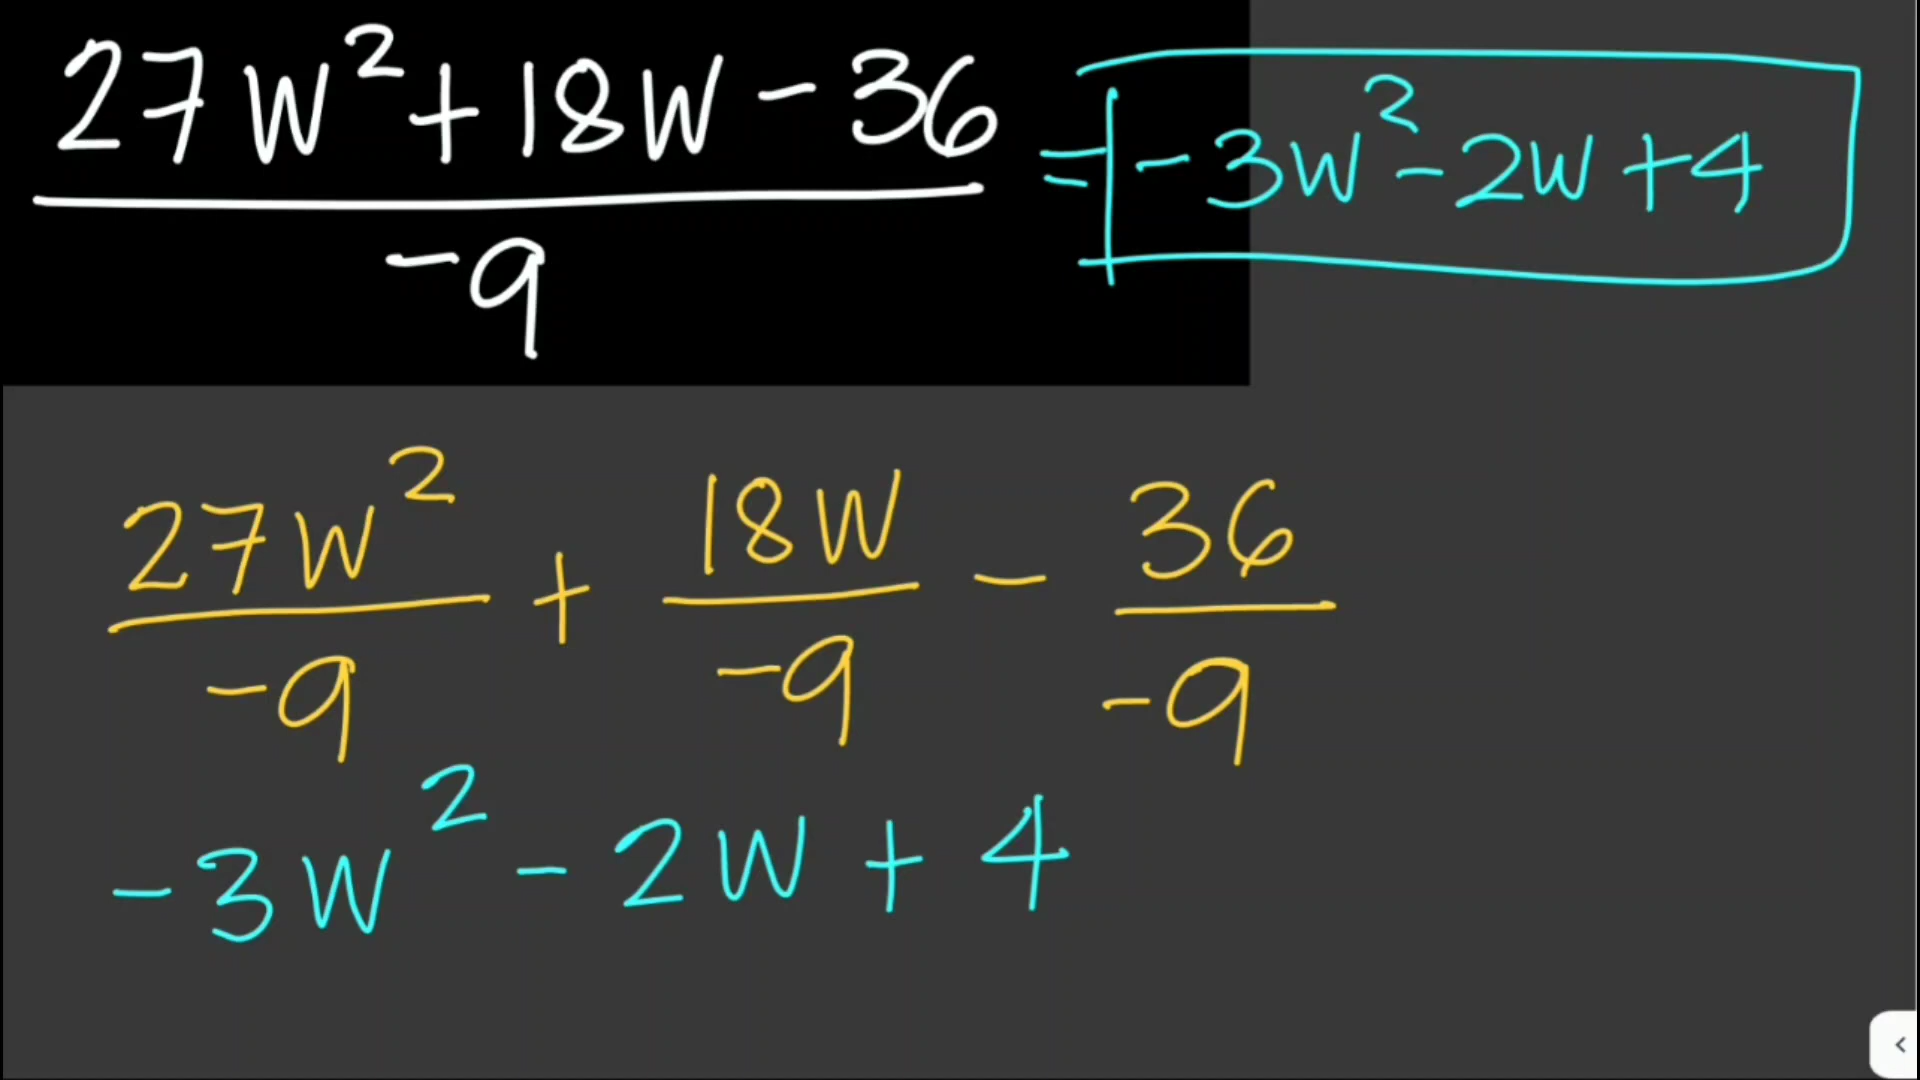 27w² + 18w - 36 = -3w² - 2w + 4
-9
27w² + 18w - 36
-9 -9 -9
-3w² - 2w + 4
<